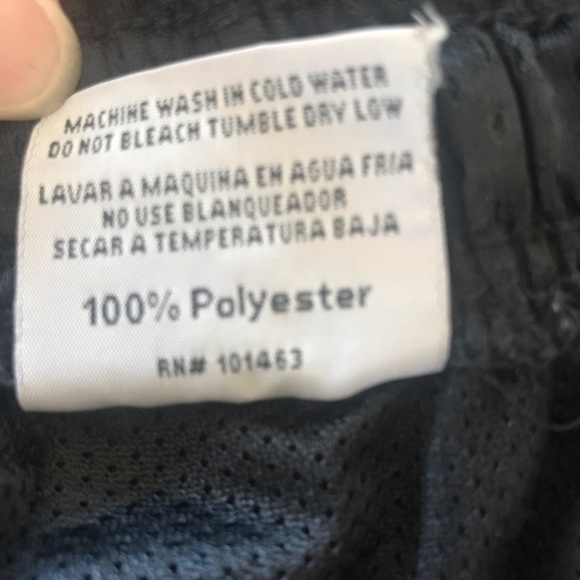 MACHINE WASH IN COLD WATER
DO NOT BLEACH TUMBLE DRY LOW
LAVAR A MAQUINA EN AGUA FRIA
NO USE BLANQUEADOR
SECAR A TEMPERATURA BAJA
100% Polyester
RN# 101463